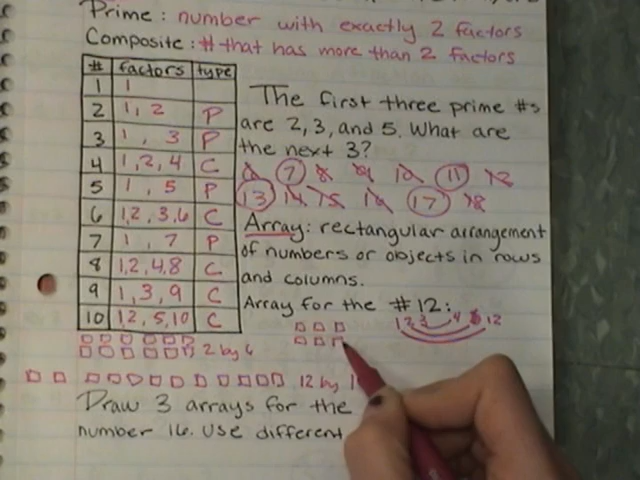 Prime: number with exactly 2 factors
Composite: # that has more than 2 factors
# factors type
1 1
2 1, 2 P
3 1, 3 P
4 1, 2, 4 C
5 1, 5 P
6 1,2,3,6 C
7 1, 7 P
8 1,2,4,8 C
9 1,3,9 C
10 1,2,5,10 C
The first three prime #s
are 2, 3, and 5. What are
the next 3?
6 7 8 9 10 11 12
13 14 15 16 17 18
Array: rectangular arrangement
of numbers or objects in rows
and columns.
Array for the #12:
1 2 3 4 6 12
2 by 6
12 by 1
Draw 3 arrays for the
number 16. Use different